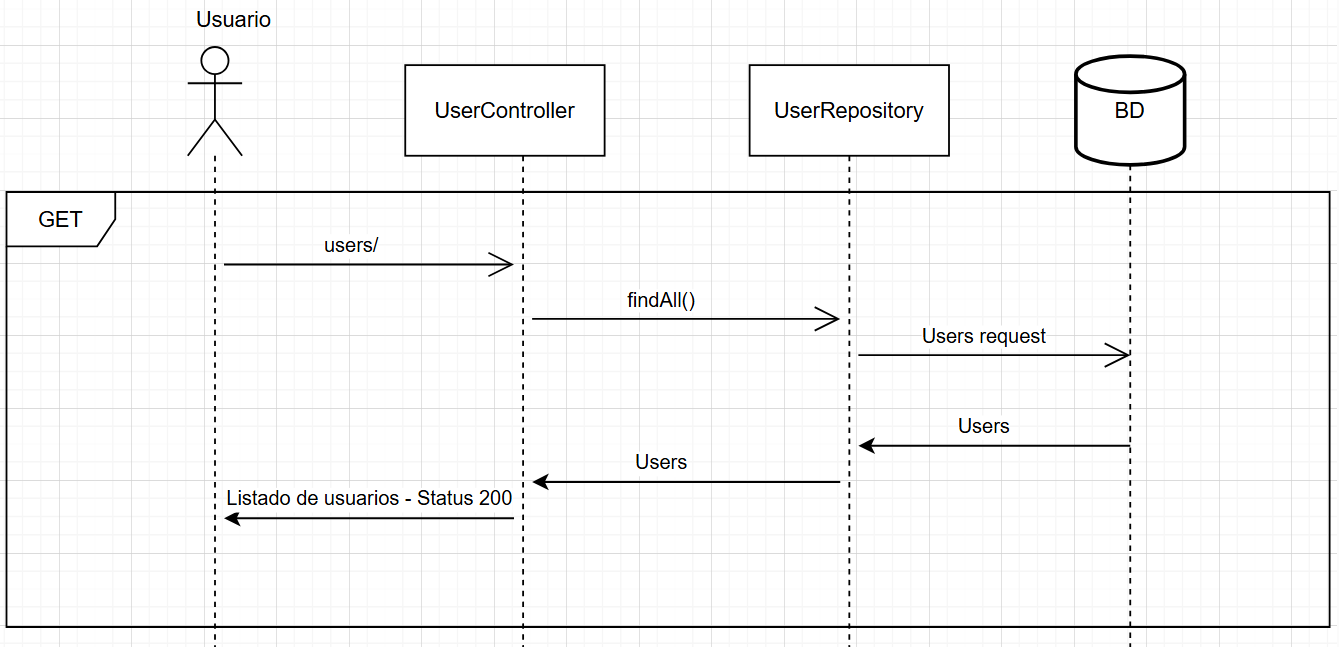 Usuario
UserController
UserRepository
BD
GET
users/
findAll()
Users request
Users
Users
Listado de usuarios - Status 200